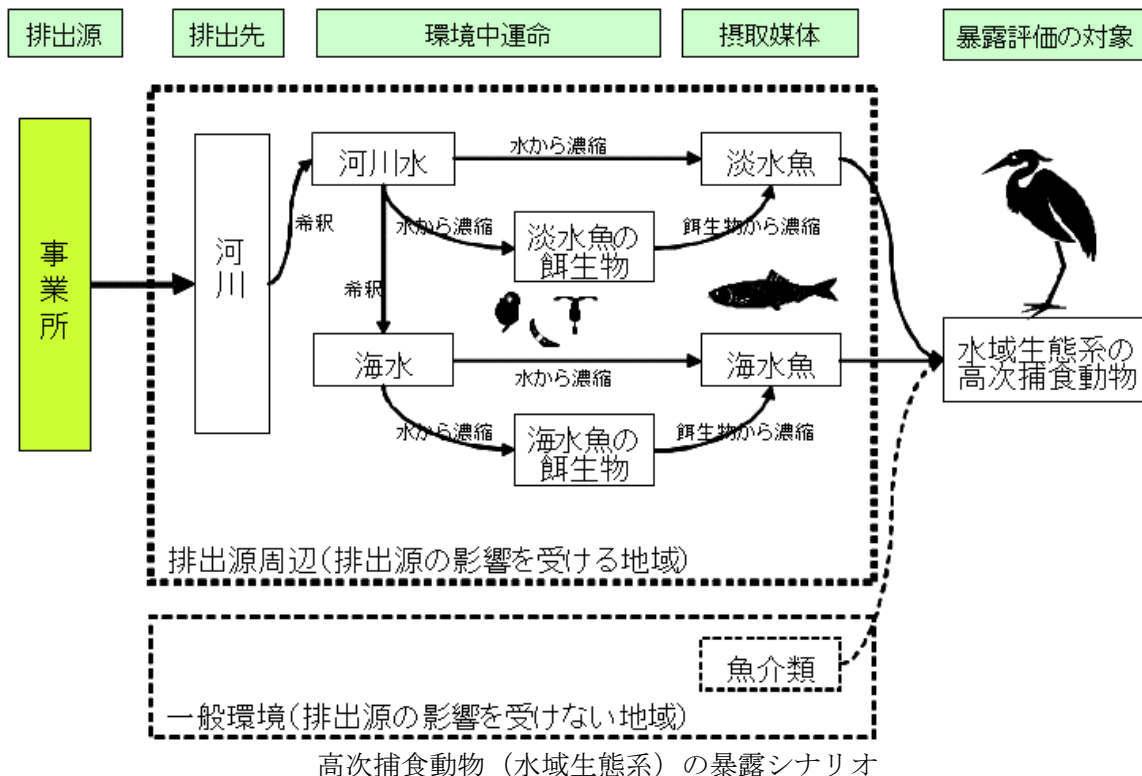 排出源
排出先
環境中運命
摂取媒体
暴露評価の対象
事業所
河川
希釈
河川水
水から濃縮
淡水魚
水から濃縮
淡水魚の
餌生物
餌生物から濃縮
希釈
海水
水から濃縮
海水魚
水から濃縮
海水魚の
餌生物
餌生物から濃縮
水域生態系の
高次捕食動物
排出源周辺(排出源の影響を受ける地域)
魚介類
一般環境(排出源の影響を受けない地域)
高次捕食動物（水域生態系）の暴露シナリオ